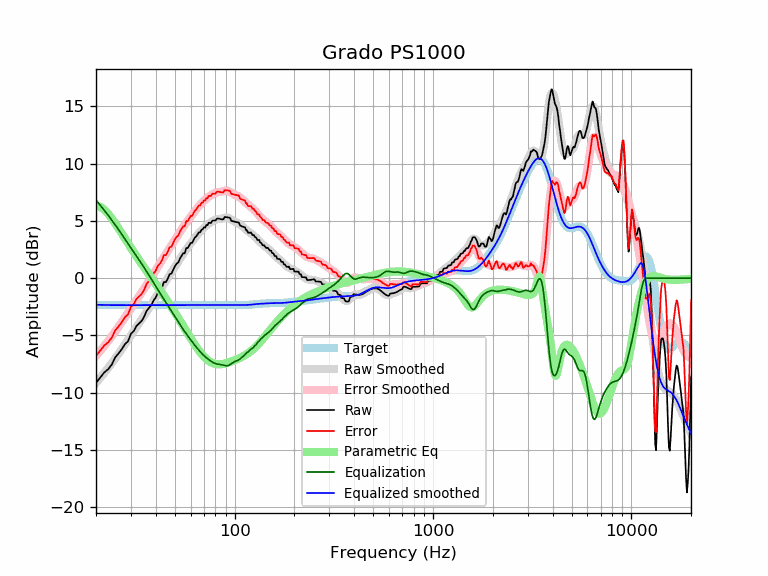 Grado PS1000
Amplitude (dBr)
15
10
5
0
−5
−10
−15
−20
Target
Raw Smoothed
Error Smoothed
Raw
Error
Parametric Eq
Equalization
Equalized smoothed
100
1000
10000
Frequency (Hz)